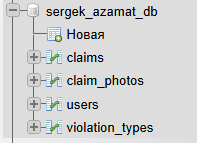 sergek_azamat_db
Новая
claims
claim_photos
users
violation_types